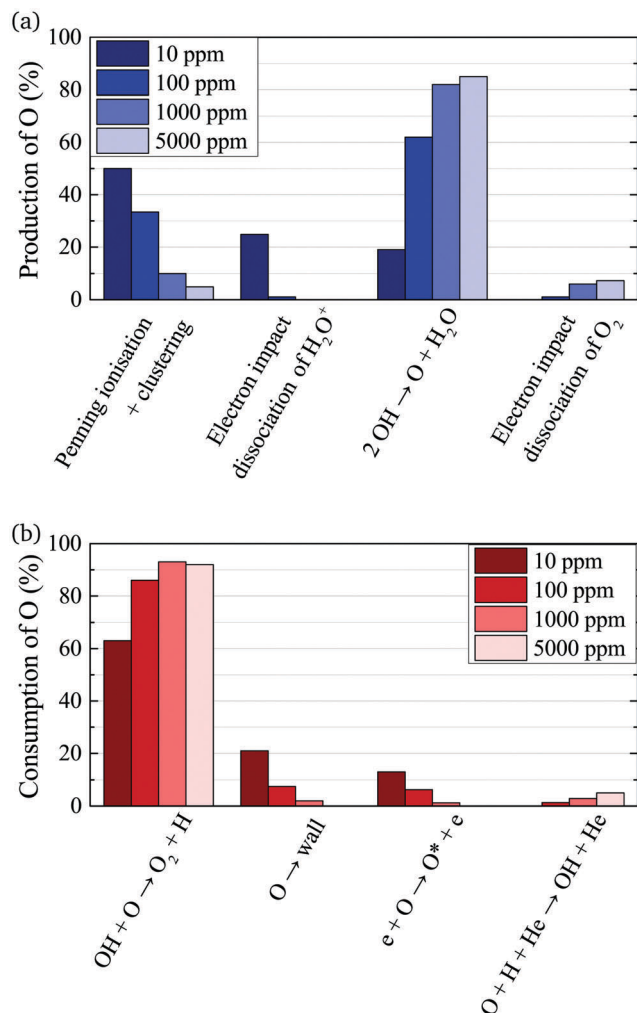 (a)
100
80
60
40
20
0
Production of O (%)
10 ppm
100 ppm
1000 ppm
5000 ppm
Penning ionisation
+ clustering
Electron impact
dissociation of H₂O⁺
2 OH → O + H₂O
Electron impact
dissociation of O₂
(b)
100
80
60
40
20
0
Consumption of O (%)
10 ppm
100 ppm
1000 ppm
5000 ppm
OH + O → O₂ + H
O → wall
e + O → O* + e
O + H + He → OH + He